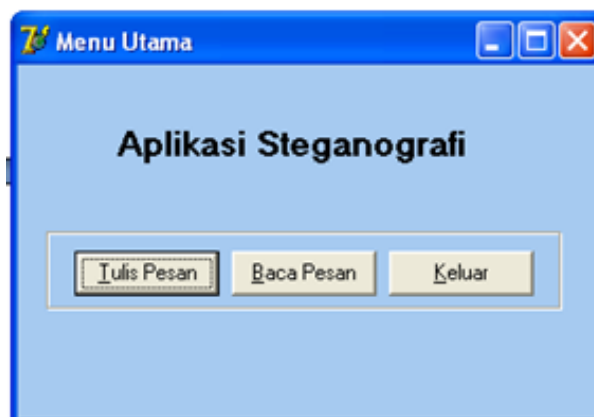 Menu Utama
Aplikasi Steganografi
Tulis Pesan Baca Pesan Keluar